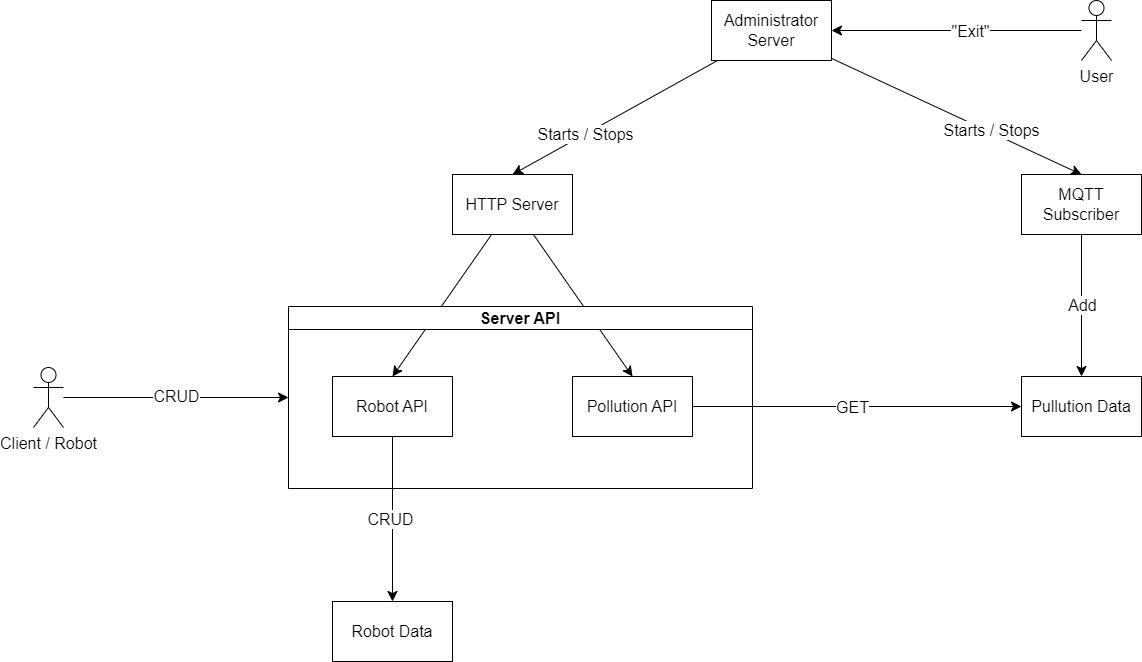 Administrator
Server
"Exit"
User
Starts / Stops
Starts / Stops
HTTP Server
MQTT
Subscriber
Add
Server API
CRUD
Client / Robot
Robot API
Pollution API
GET
Pullution Data
CRUD
Robot Data